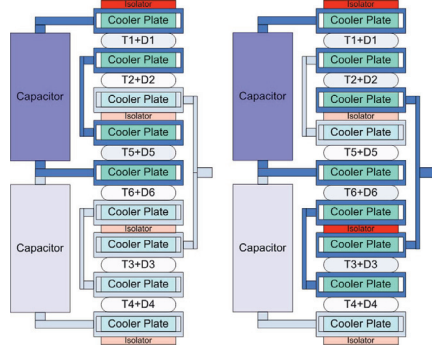 Isolator
Cooler Plate
T1+D1
Cooler Plate
T2+D2
Capacitor
Cooler Plate
Isolator
Cooler Plate
T5+D5
Cooler Plate
T6+D6
Cooler Plate
Isolator
Capacitor
Cooler Plate
T3+D3
Cooler Plate
T4+D4
Cooler Plate
Isolator
Isolator
Cooler Plate
T1+D1
Cooler Plate
T2+D2
Capacitor
Cooler Plate
Isolator
Cooler Plate
T5+D5
Cooler Plate
T6+D6
Cooler Plate
Isolator
Capacitor
Cooler Plate
T3+D3
Cooler Plate
T4+D4
Cooler Plate
Isolator